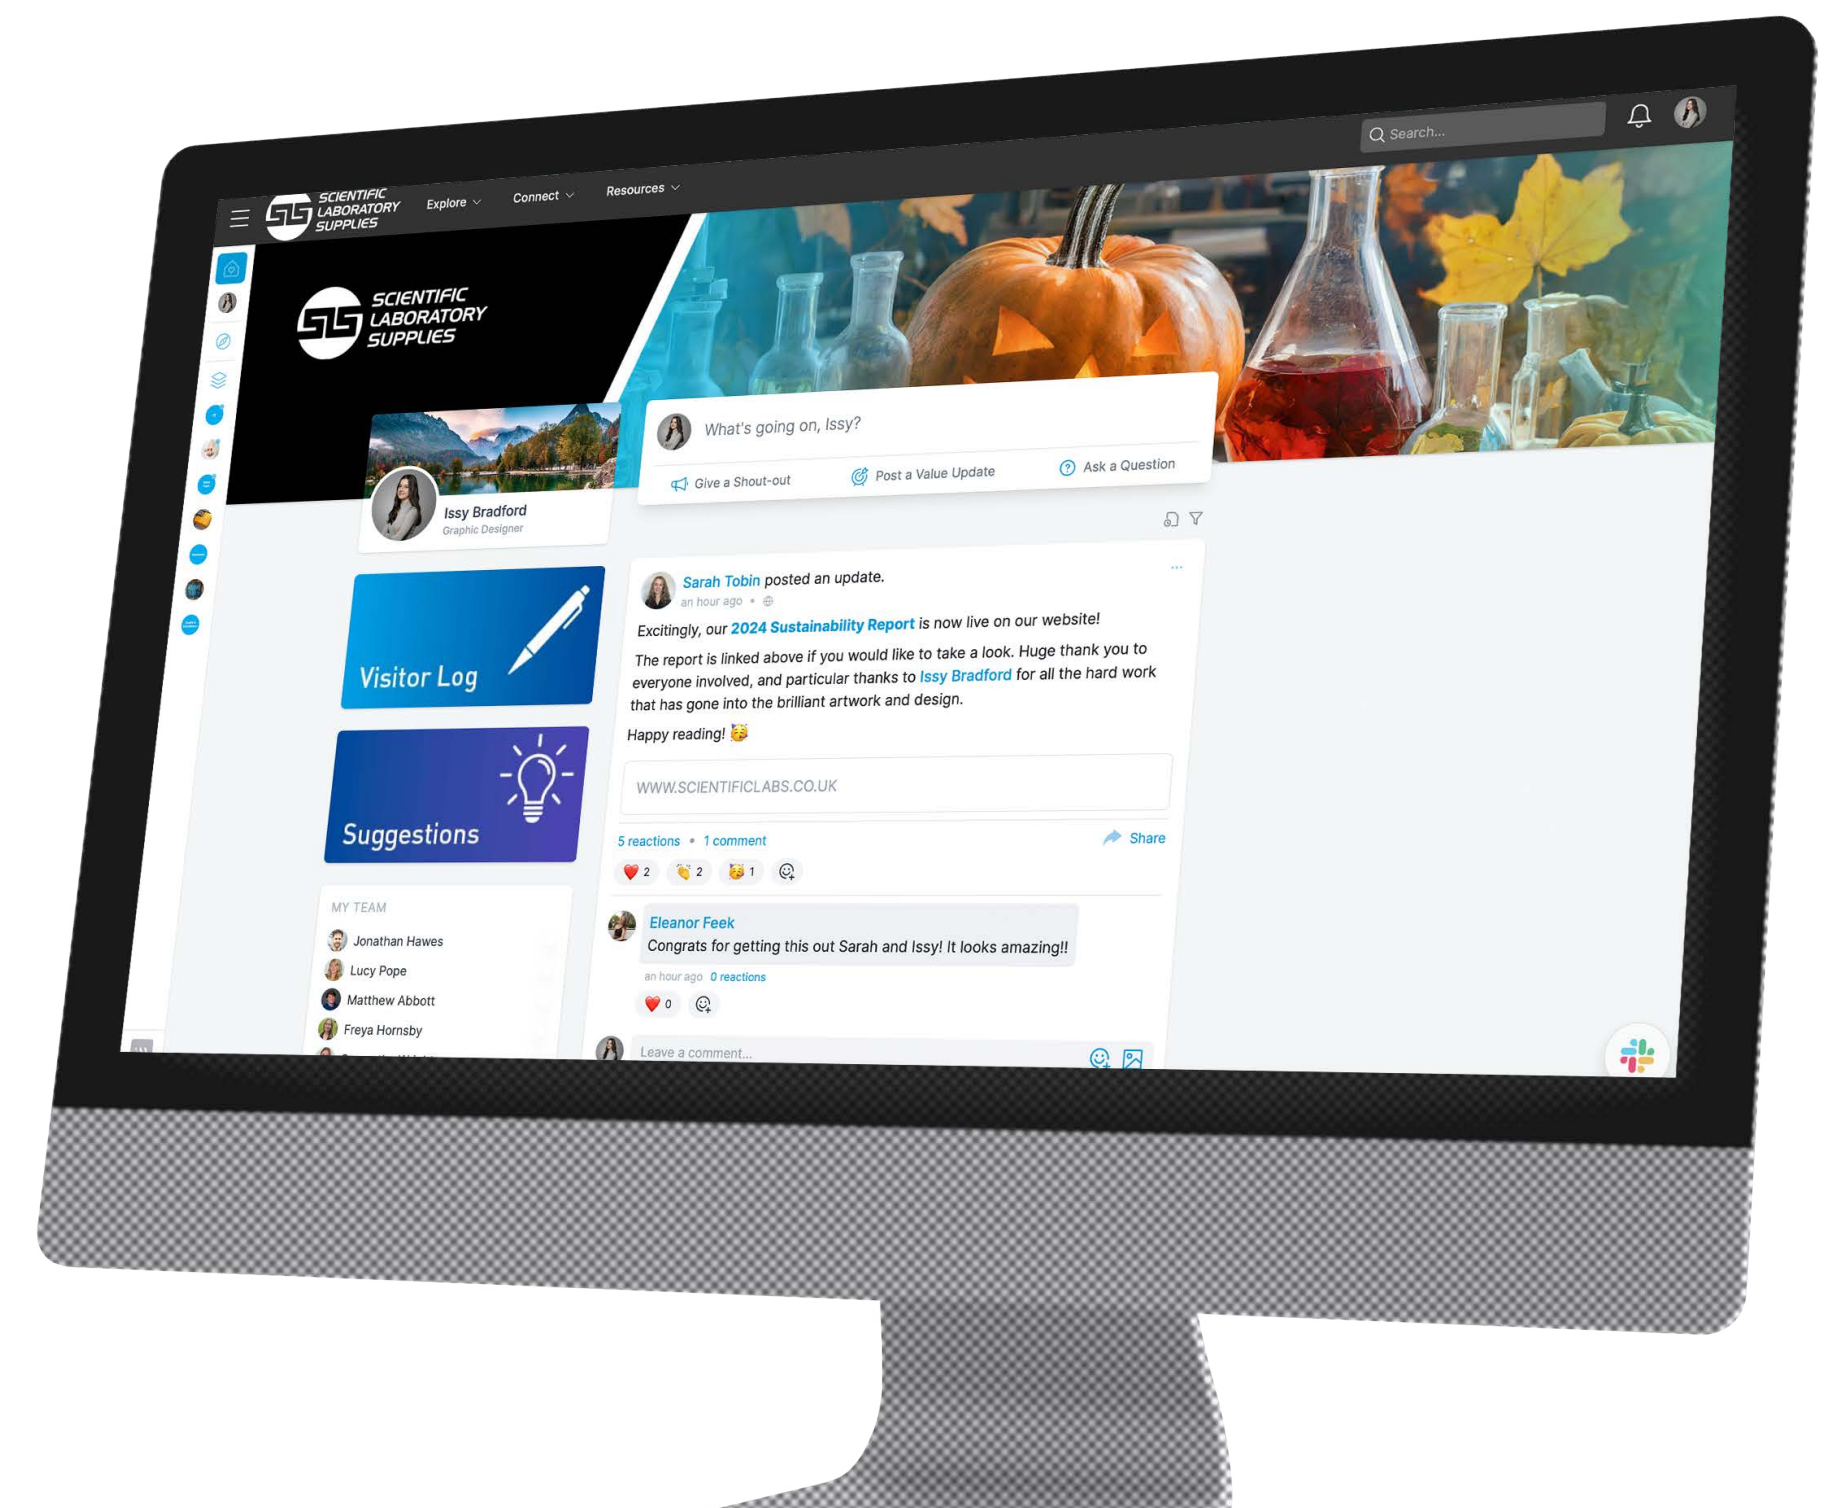 SCIENTIFIC
LABORATORY
SUPPLIES
Explore
Connect
Resources
Search...
SCIENTIFIC
LABORATORY
SUPPLIES
What's going on, Issy?
Give a Shout-out
Post a Value Update
Ask a Question
Issy Bradford
Graphic Designer
Visitor Log
Suggestions
MY TEAM
Jonathan Hawes
Lucy Pope
Matthew Abbott
Freya Hornsby
Sarah Tobin posted an update.
an hour ago •
Excitingly, our 2024 Sustainability Report is now live on our website!
The report is linked above if you would like to take a look. Huge thank you to
everyone involved, and particular thanks to Issy Bradford for all the hard work
that has gone into the brilliant artwork and design.
Happy reading! 🥳
WWW.SCIENTIFICLABS.CO.UK
5 reactions • 1 comment
Share
❤️ 2 👏 2 🥳 1
Eleanor Feek
Congrats for getting this out Sarah and Issy! It looks amazing!!
an hour ago 0 reactions
❤️ 0
Leave a comment...